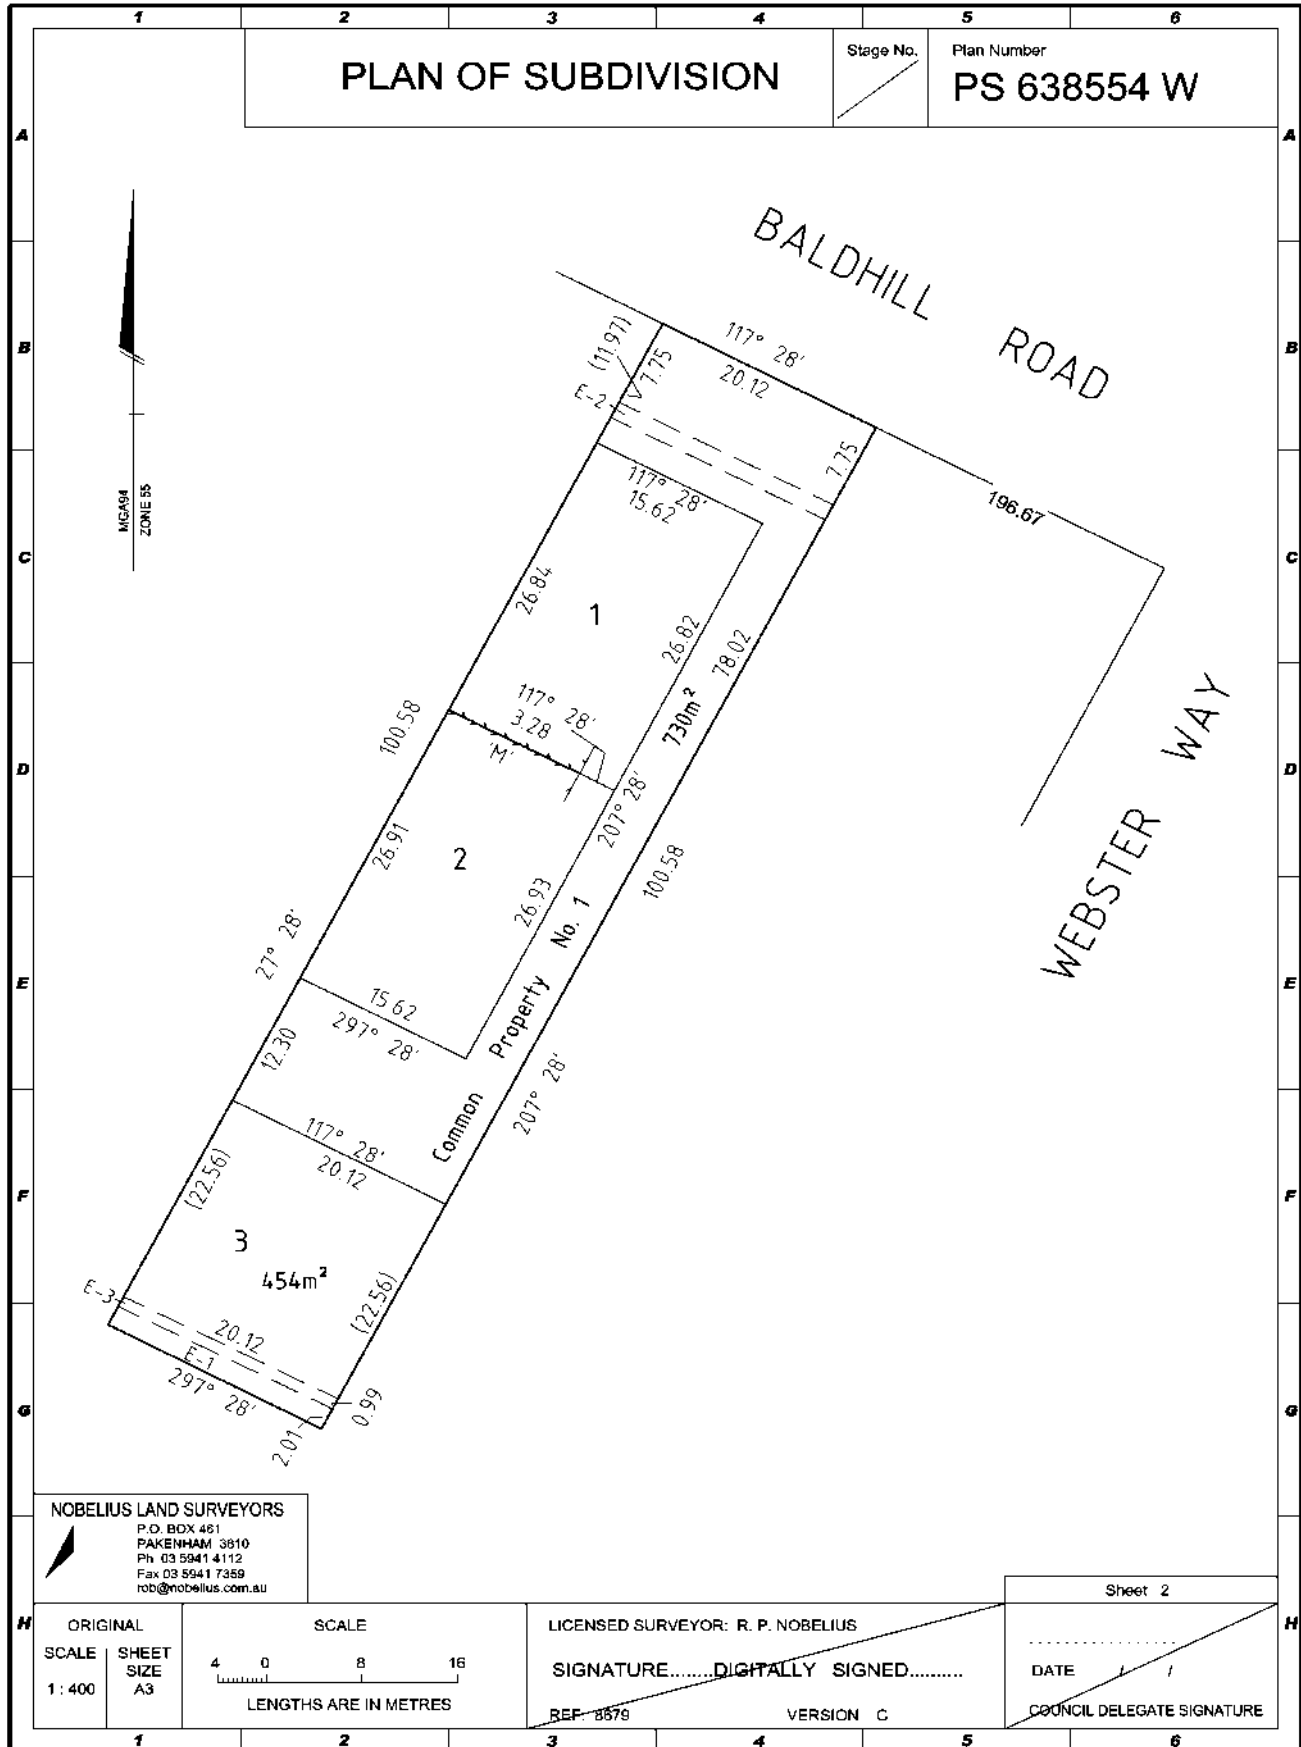 1 2 3 4 5 6
PLAN OF SUBDIVISION
Stage No.
Plan Number
PS 638554 W
A A
B B
C C
D D
E E
F F
G G
H H
MGA94
ZONE 55
BALDHILL ROAD
WEBSTER WAY
117° 28'
20.12
(11.97)
7.75
E-2
7.75
196.67
117° 28'
15.62
26.84
1
26.82
78.02
730m²
117° 28'
3.28
'M'
100.58
207° 28'
26.91
2
100.58
26.93
Common Property No. 1
27° 28'
15.62
297° 28'
12.30
207° 28'
117° 28'
20.12
(22.56)
3
454m²
(22.56)
E-3
20.12
E-1
297° 28'
0.99
2.01
NOBELIUS LAND SURVEYORS
P.O. BOX 461
PAKENHAM 3810
Ph 03 5941 4112
Fax 03 5941 7359
rob@nobelius.com.au
ORIGINAL
SCALE
SHEET
SIZE
1 : 400
A3
SCALE
4 0 8 16
LENGTHS ARE IN METRES
LICENSED SURVEYOR: R. P. NOBELIUS
SIGNATURE........DIGITALLY SIGNED..........
REF: 8679
VERSION C
Sheet 2
DATE / /
COUNCIL DELEGATE SIGNATURE
1 2 3 4 5 6